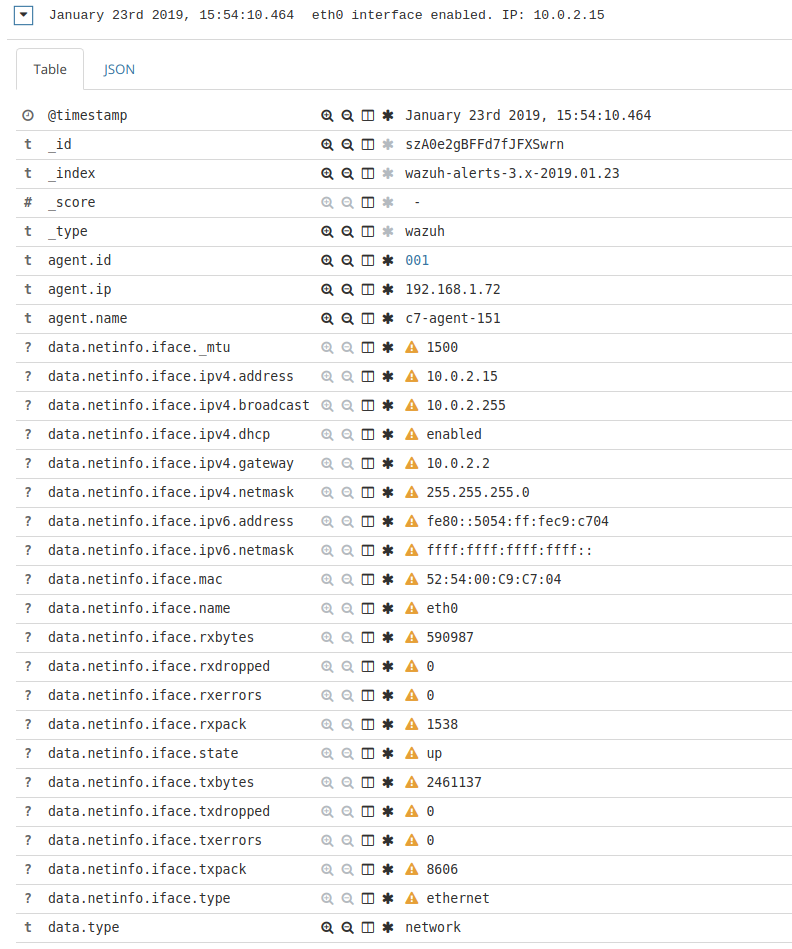 January 23rd 2019, 15:54:10.464 eth0 interface enabled. IP: 10.0.2.15
Table JSON
@timestamp January 23rd 2019, 15:54:10.464
t _id szA0e2gBFFd7fJFXSwrn
t _index wazuh-alerts-3.x-2019.01.23
# _score -
t _type wazuh
t agent.id 001
t agent.ip 192.168.1.72
t agent.name c7-agent-151
? data.netinfo.iface._mtu 1500
? data.netinfo.iface.ipv4.address 10.0.2.15
? data.netinfo.iface.ipv4.broadcast 10.0.2.255
? data.netinfo.iface.ipv4.dhcp enabled
? data.netinfo.iface.ipv4.gateway 10.0.2.2
? data.netinfo.iface.ipv4.netmask 255.255.255.0
? data.netinfo.iface.ipv6.address fe80::5054:ff:fec9:c704
? data.netinfo.iface.ipv6.netmask ffff:ffff:ffff:ffff::
? data.netinfo.iface.mac 52:54:00:C9:C7:04
? data.netinfo.iface.name eth0
? data.netinfo.iface.rxbytes 590987
? data.netinfo.iface.rxdropped 0
? data.netinfo.iface.rxerrors 0
? data.netinfo.iface.rxpack 1538
? data.netinfo.iface.state up
? data.netinfo.iface.txbytes 2461137
? data.netinfo.iface.txdropped 0
? data.netinfo.iface.txerrors 0
? data.netinfo.iface.txpack 8606
? data.netinfo.iface.type ethernet
t data.type network